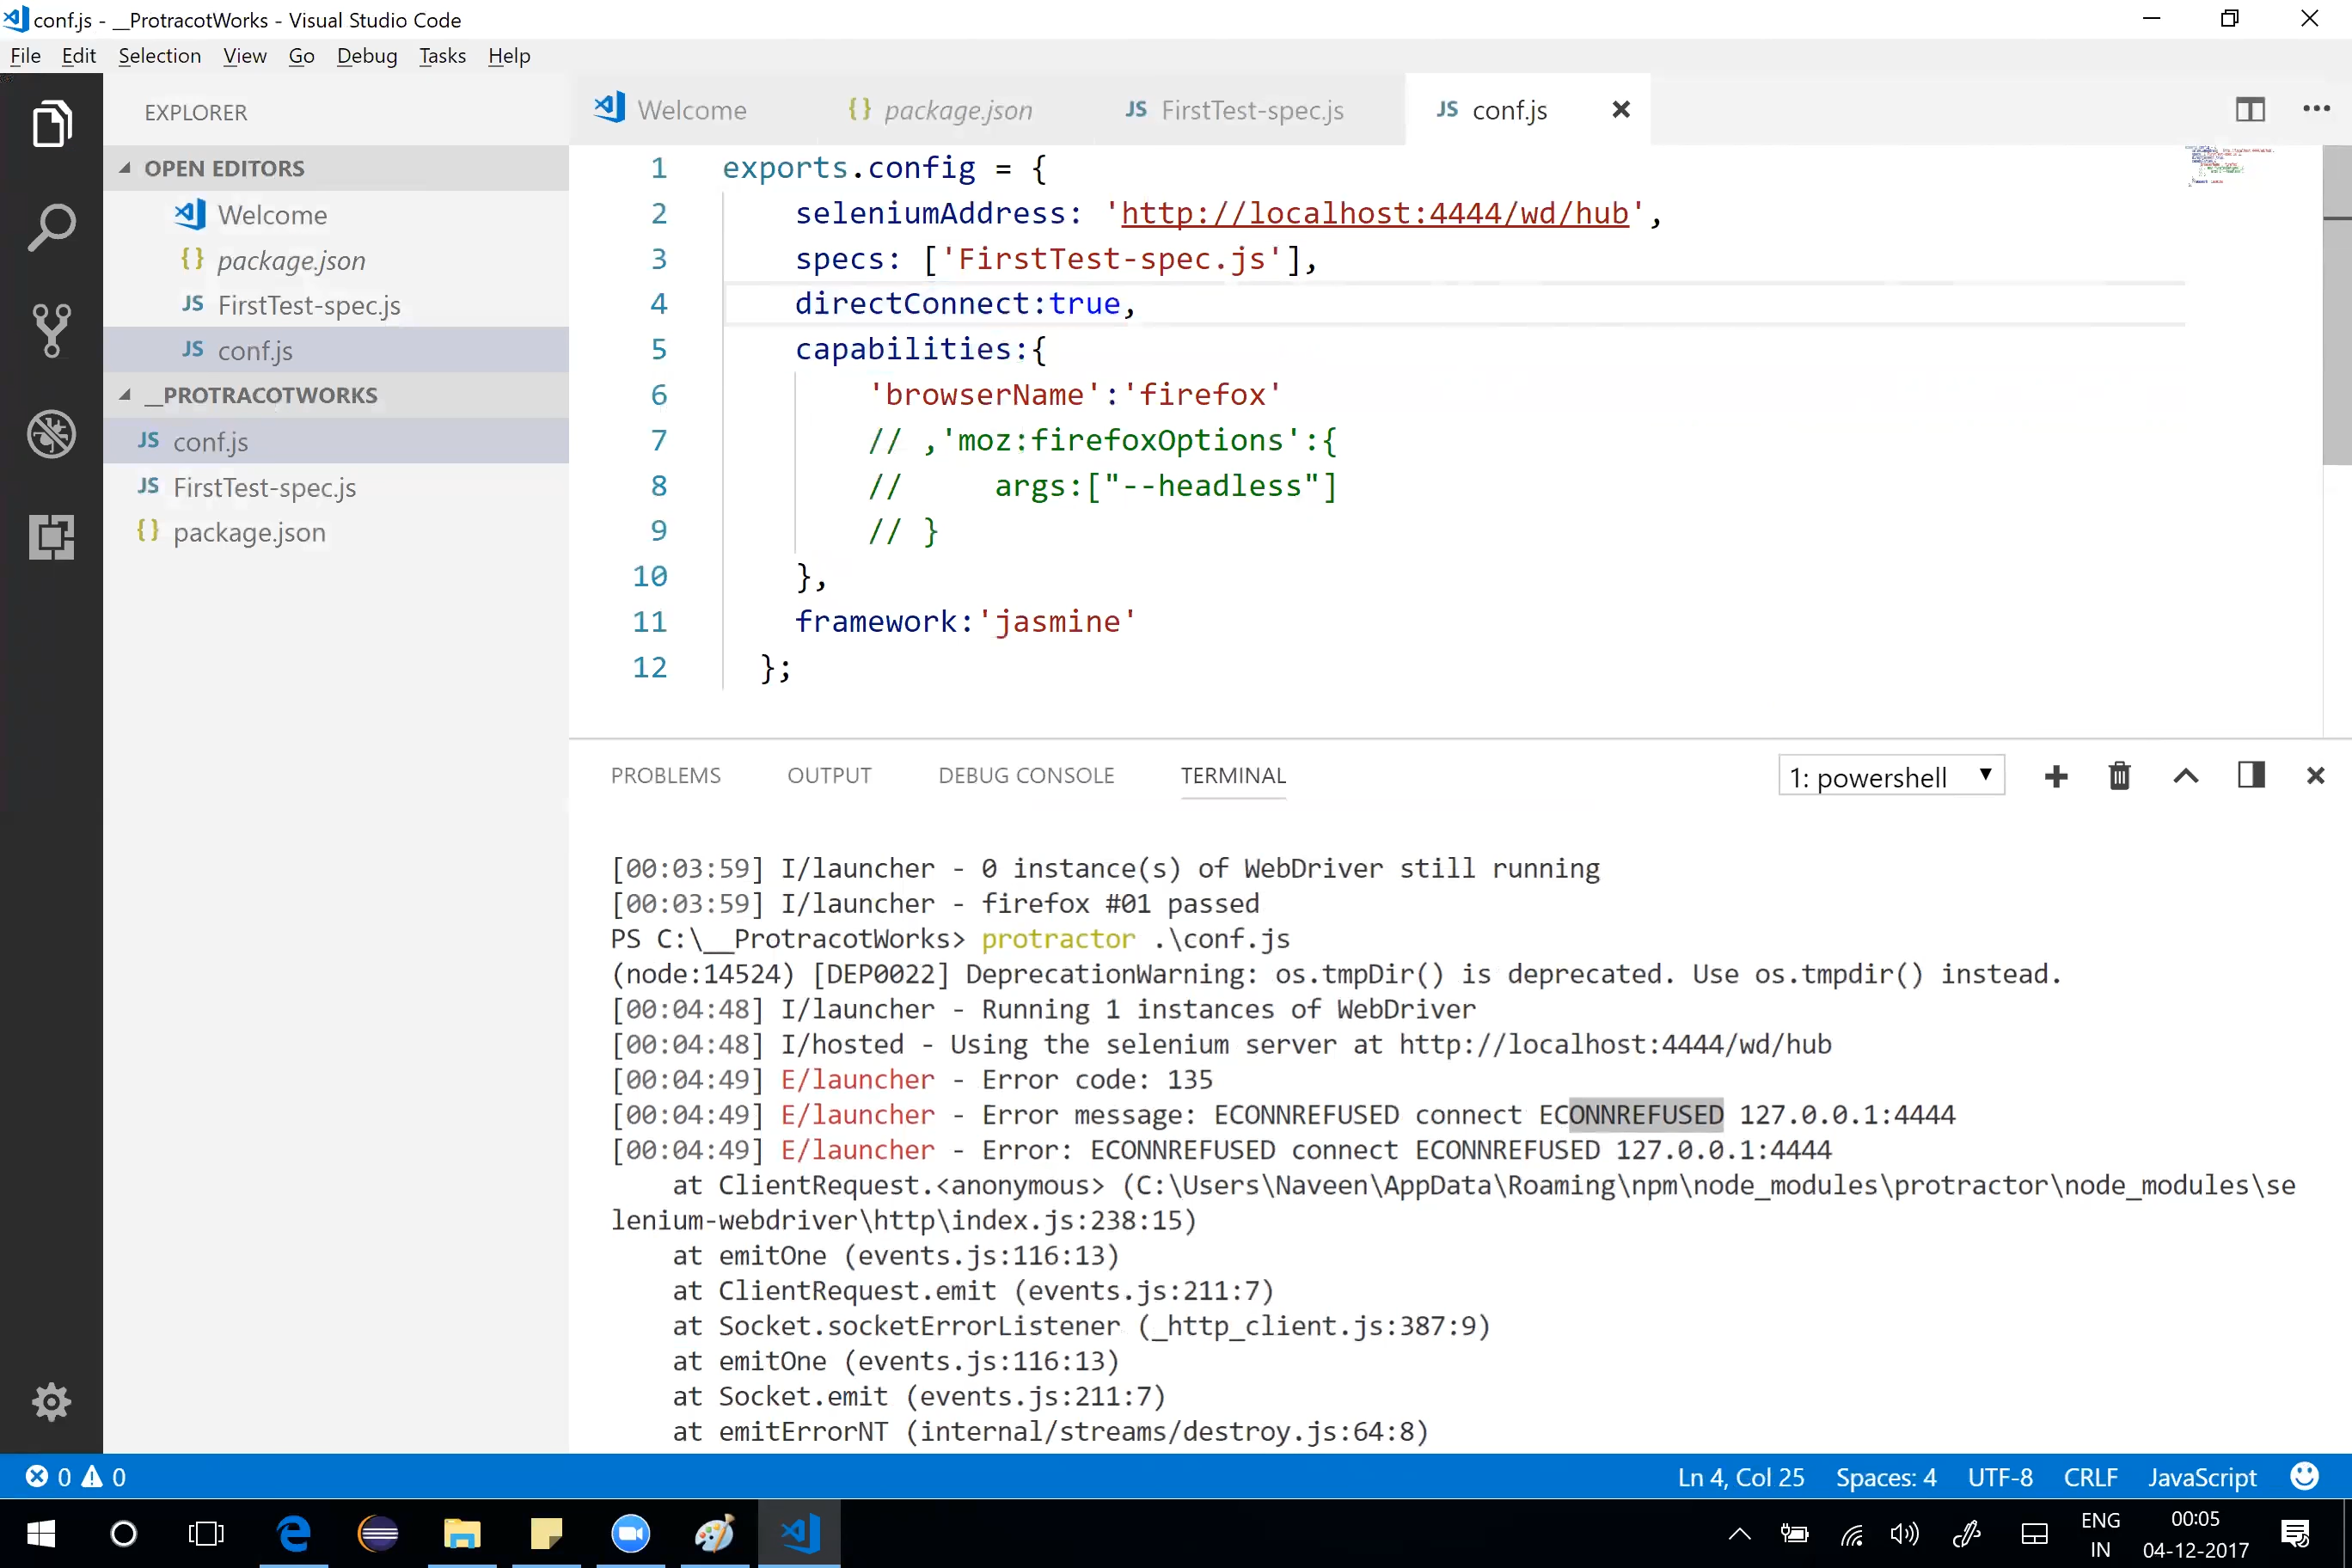 conf.js - __ProtracotWorks - Visual Studio Code
File Edit Selection View Go Debug Tasks Help
EXPLORER
OPEN EDITORS
Welcome
package.json
FirstTest-spec.js
conf.js
__PROTRACOTWORKS
conf.js
FirstTest-spec.js
package.json
Welcome package.json FirstTest-spec.js conf.js
1 exports.config = {
2 seleniumAddress: 'http://localhost:4444/wd/hub',
3 specs: ['FirstTest-spec.js'],
4 directConnect:true,
5 capabilities:{
6 'browserName':'firefox'
7 // ,'moz:firefoxOptions':{
8 // args:["--headless"]
9 // }
10 },
11 framework:'jasmine'
12 };
PROBLEMS OUTPUT DEBUG CONSOLE TERMINAL 1: powershell
[00:03:59] I/launcher - 0 instance(s) of WebDriver still running
[00:03:59] I/launcher - firefox #01 passed
PS C:\__ProtracotWorks> protractor .\conf.js
(node:14524) [DEP0022] DeprecationWarning: os.tmpDir() is deprecated. Use os.tmpdir() instead.
[00:04:48] I/launcher - Running 1 instances of WebDriver
[00:04:48] I/hosted - Using the selenium server at http://localhost:4444/wd/hub
[00:04:49] E/launcher - Error code: 135
[00:04:49] E/launcher - Error message: ECONNREFUSED connect ECONNREFUSED 127.0.0.1:4444
[00:04:49] E/launcher - Error: ECONNREFUSED connect ECONNREFUSED 127.0.0.1:4444
at ClientRequest.<anonymous> (C:\Users\Naveen\AppData\Roaming\npm\node_modules\protractor\node_modules\se
lenium-webdriver\http\index.js:238:15)
at emitOne (events.js:116:13)
at ClientRequest.emit (events.js:211:7)
at Socket.socketErrorListener (_http_client.js:387:9)
at emitOne (events.js:116:13)
at Socket.emit (events.js:211:7)
at emitErrorNT (internal/streams/destroy.js:64:8)
0 0 Ln 4, Col 25 Spaces: 4 UTF-8 CRLF JavaScript
ENG 00:05
IN 04-12-2017